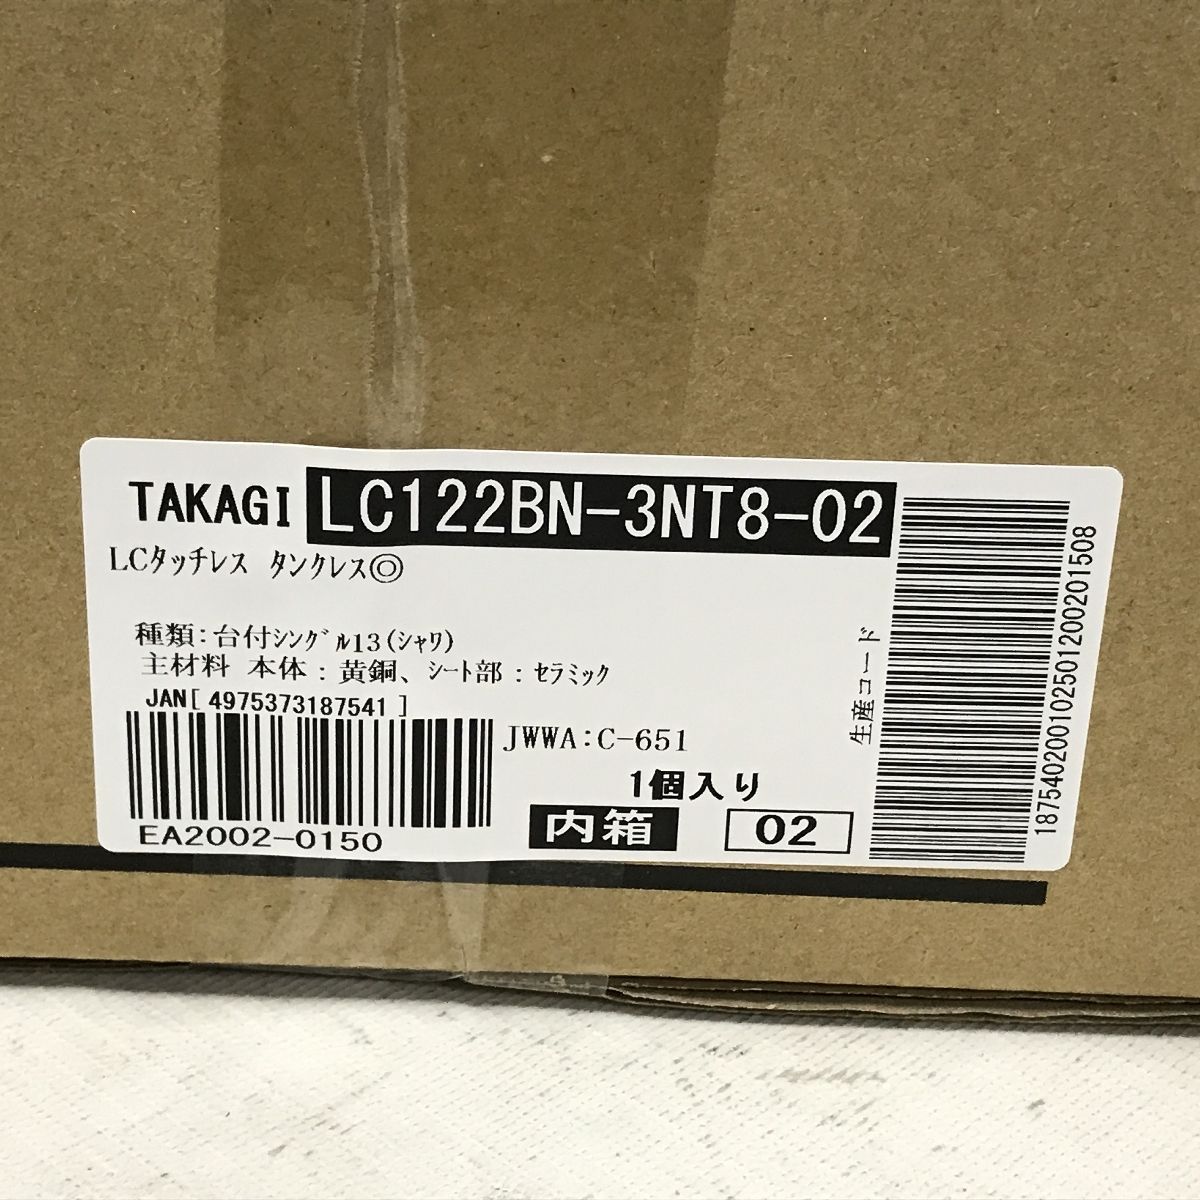 TAKAGI LC122BN-3NT8-02
LCﾀｯﾁﾚｽ ﾀﾝｸﾚｽ◎
種類:台付ｼﾝｸﾞﾙ13(ｼｬﾜ)
主材料 本体:黄銅、ｼｰﾄ部:ｾﾗﾐｯｸ
JAN[ 4975373187541 ]
JWWA:C-651
1個入り
EA2002-0150
内箱
02
生産コード
187540200102501200201508